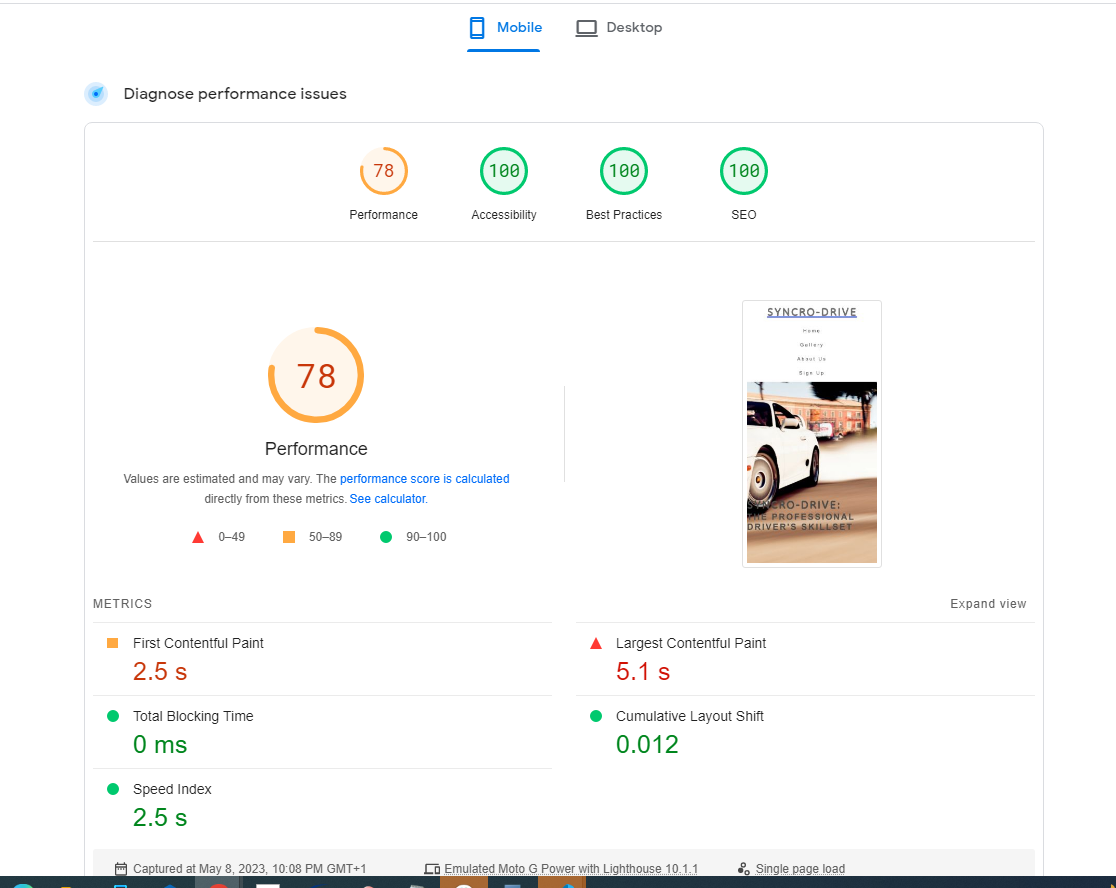 Mobile Desktop
Diagnose performance issues
78 100 100 100
Performance Accessibility Best Practices SEO
SYNCRO-DRIVE
Home
Gallery
About Us
Sign Up
78
Performance
Values are estimated and may vary. The performance score is calculated
directly from these metrics. See calculator.
0–49 50–89 90–100
SYNCRO-DRIVE:
THE PROFESSIONAL
DRIVER'S SKILLSET
METRICS Expand view
First Contentful Paint
2.5 s
Largest Contentful Paint
5.1 s
Total Blocking Time
0 ms
Cumulative Layout Shift
0.012
Speed Index
2.5 s
Captured at May 8, 2023, 10:08 PM GMT+1 Emulated Moto G Power with Lighthouse 10.1.1 Single page load